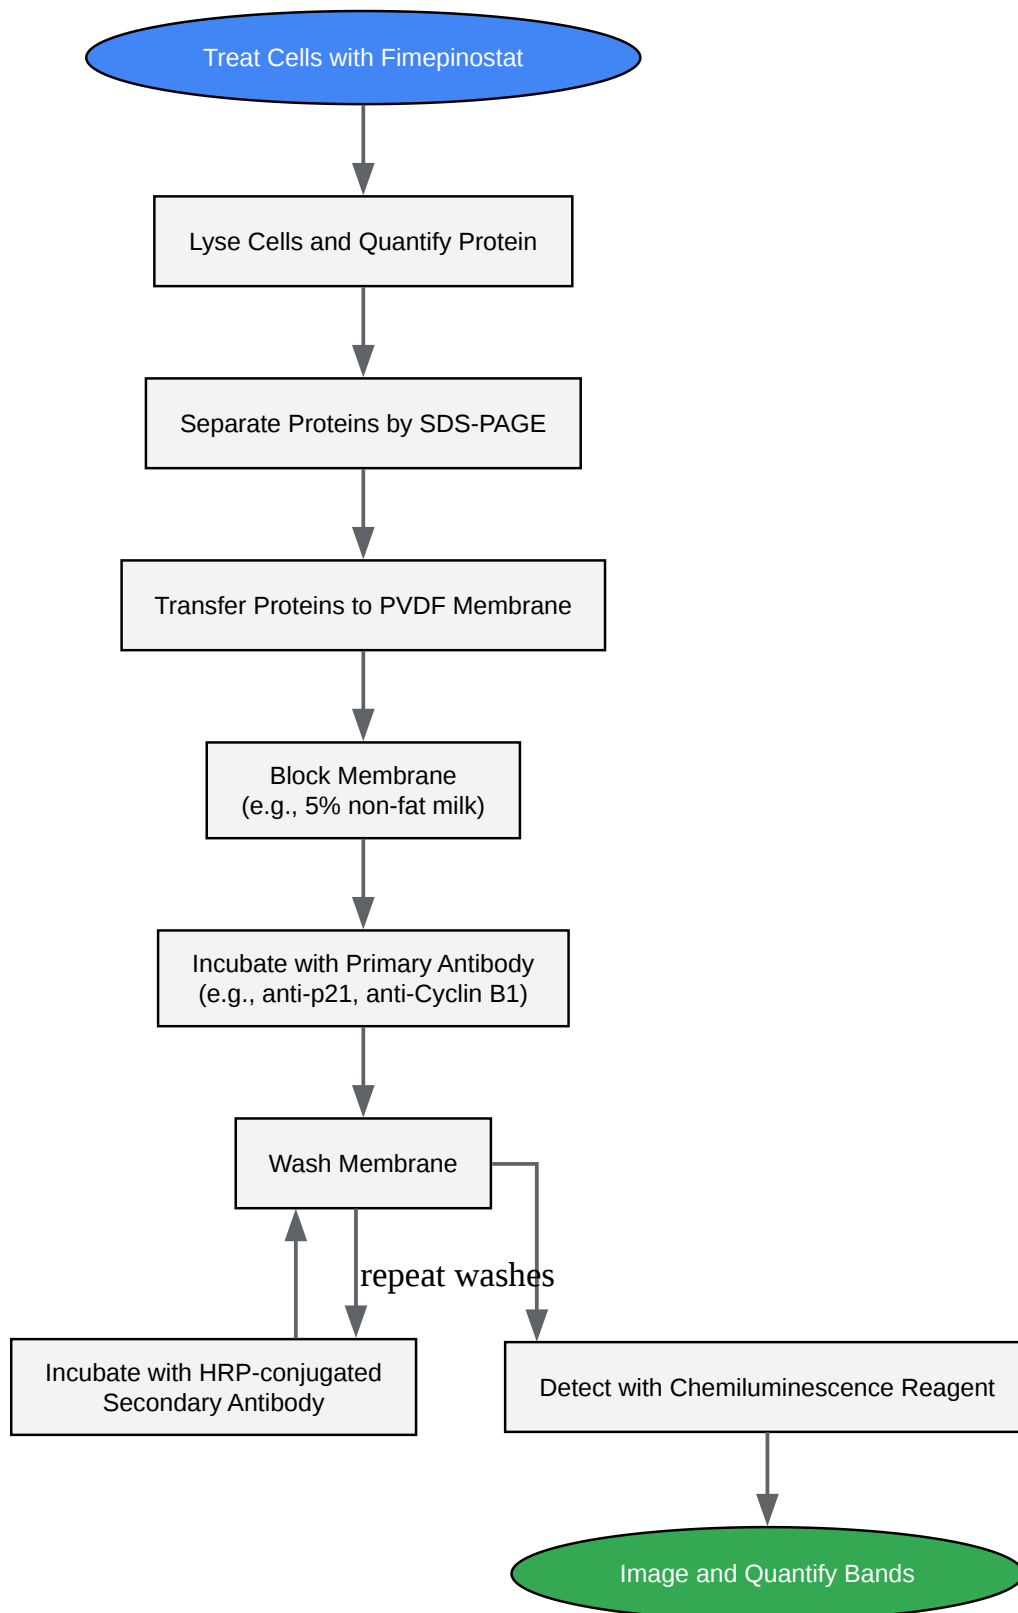 Treat Cells with Fimepinostat
Lyse Cells and Quantify Protein
Separate Proteins by SDS-PAGE
Transfer Proteins to PVDF Membrane
Block Membrane
(e.g., 5% non-fat milk)
Incubate with Primary Antibody
(e.g., anti-p21, anti-Cyclin B1)
Wash Membrane
repeat washes
Incubate with HRP-conjugated
Secondary Antibody
Detect with Chemiluminescence Reagent
Image and Quantify Bands